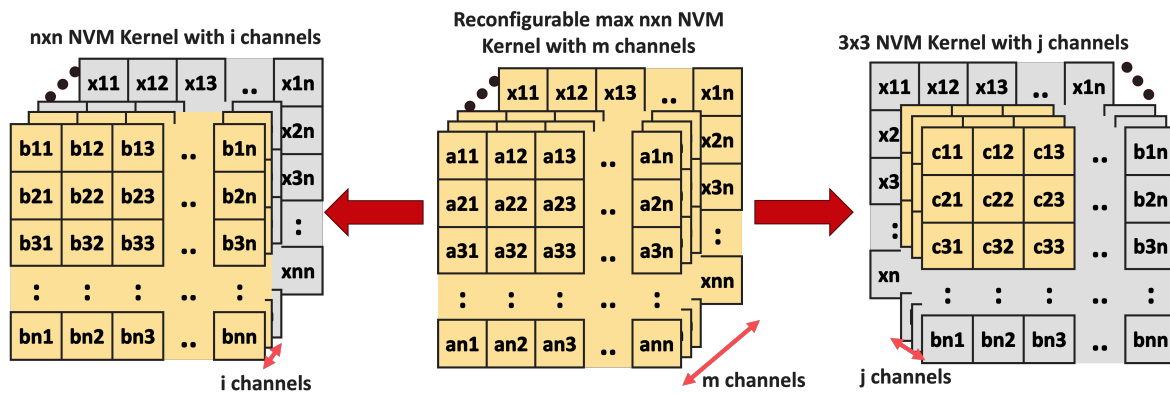 nxn NVM Kernel with i channels
x11 x12 x13 .. x1n
x2n
x3n
:
xnn
b11 b12 b13 .. b1n
b21 b22 b23 b2n
b31 b32 b33 .. b3n
: : : .. :
bn1 bn2 bn3 .. bnn
i channels
Reconfigurable max nxn NVM
Kernel with m channels
x11 x12 x13 .. x1n
x2n
x3n
:
xnn
a11 a12 a13 .. a1n
a21 a22 a23 a2n
a31 a32 a33 .. a3n
: : : .. :
an1 an2 an3 .. ann
m channels
3x3 NVM Kernel with j channels
x11 x12 x13 .. x1n
x2
x3
:
xn
c11 c12 c13 .. b1n
c21 c22 c23 b2n
c31 c32 c33 .. b3n
: : : .. :
bn1 bn2 bn3 .. bnn
j channels